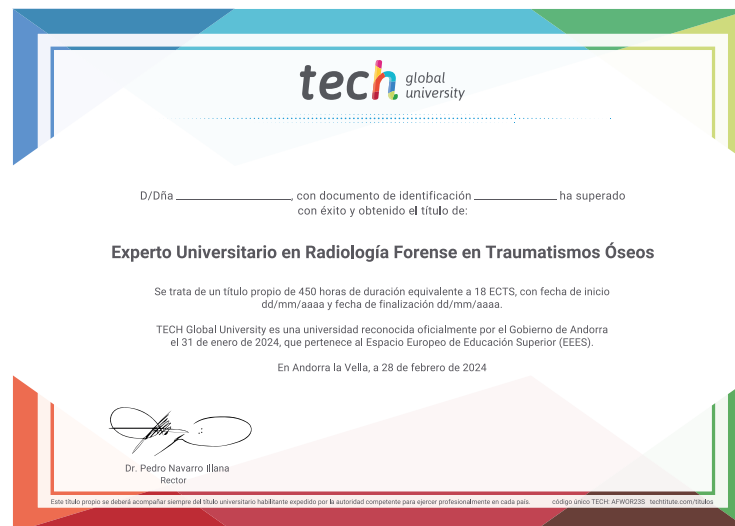 tech global university
D/Dña ____________________, con documento de identificación ______________ ha superado
con éxito y obtenido el título de:
Experto Universitario en Radiología Forense en Traumatismos Óseos
Se trata de un título propio de 450 horas de duración equivalente a 18 ECTS, con fecha de inicio
dd/mm/aaaa y fecha de finalización dd/mm/aaaa.
TECH Global University es una universidad reconocida oficialmente por el Gobierno de Andorra
el 31 de enero de 2024, que pertenece al Espacio Europeo de Educación Superior (EEES).
En Andorra la Vella, a 28 de febrero de 2024
Dr. Pedro Navarro Illana
Rector
Este título propio se deberá acompañar siempre del título universitario habilitante expedido por la autoridad competente para ejercer profesionalmente en cada país. código único TECH: AFWOR23S techtitute.com/titulos